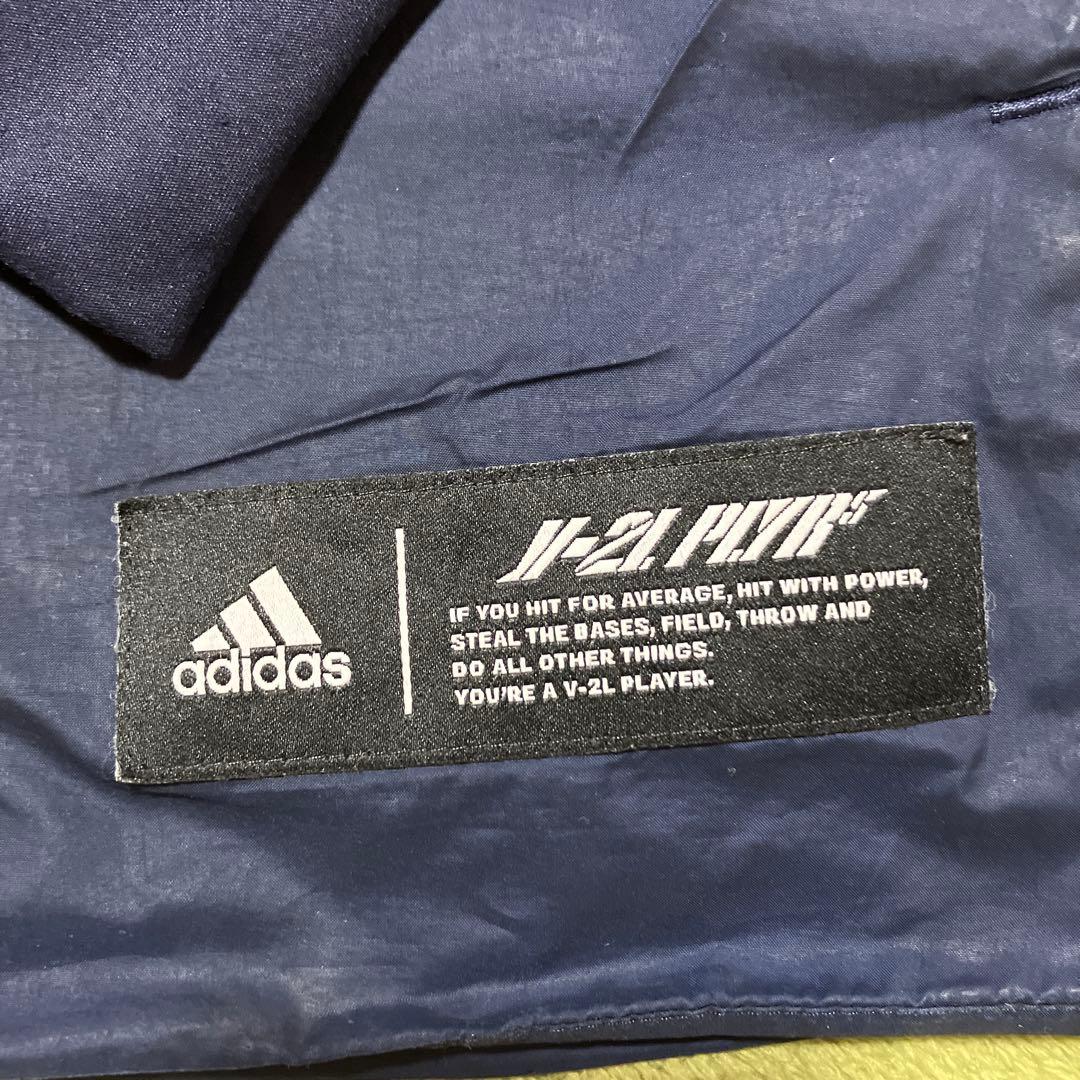 adidas
V-2L PLYRS
IF YOU HIT FOR AVERAGE, HIT WITH POWER,
STEAL THE BASES, FIELD, THROW AND
DO ALL OTHER THINGS.
YOU'RE A V-2L PLAYER.